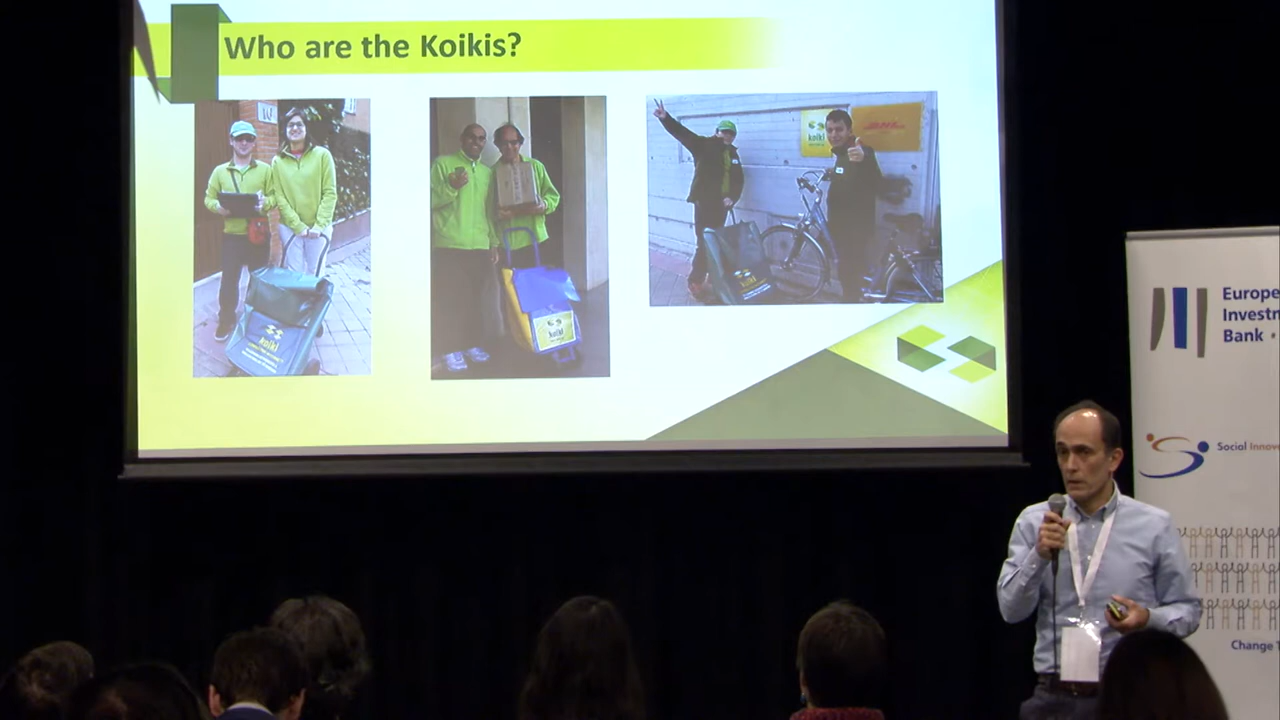 Who are the Koikis?
koiki
DHL
koiki
koiki
Europe
Investm
Bank
Social Innov
Change T